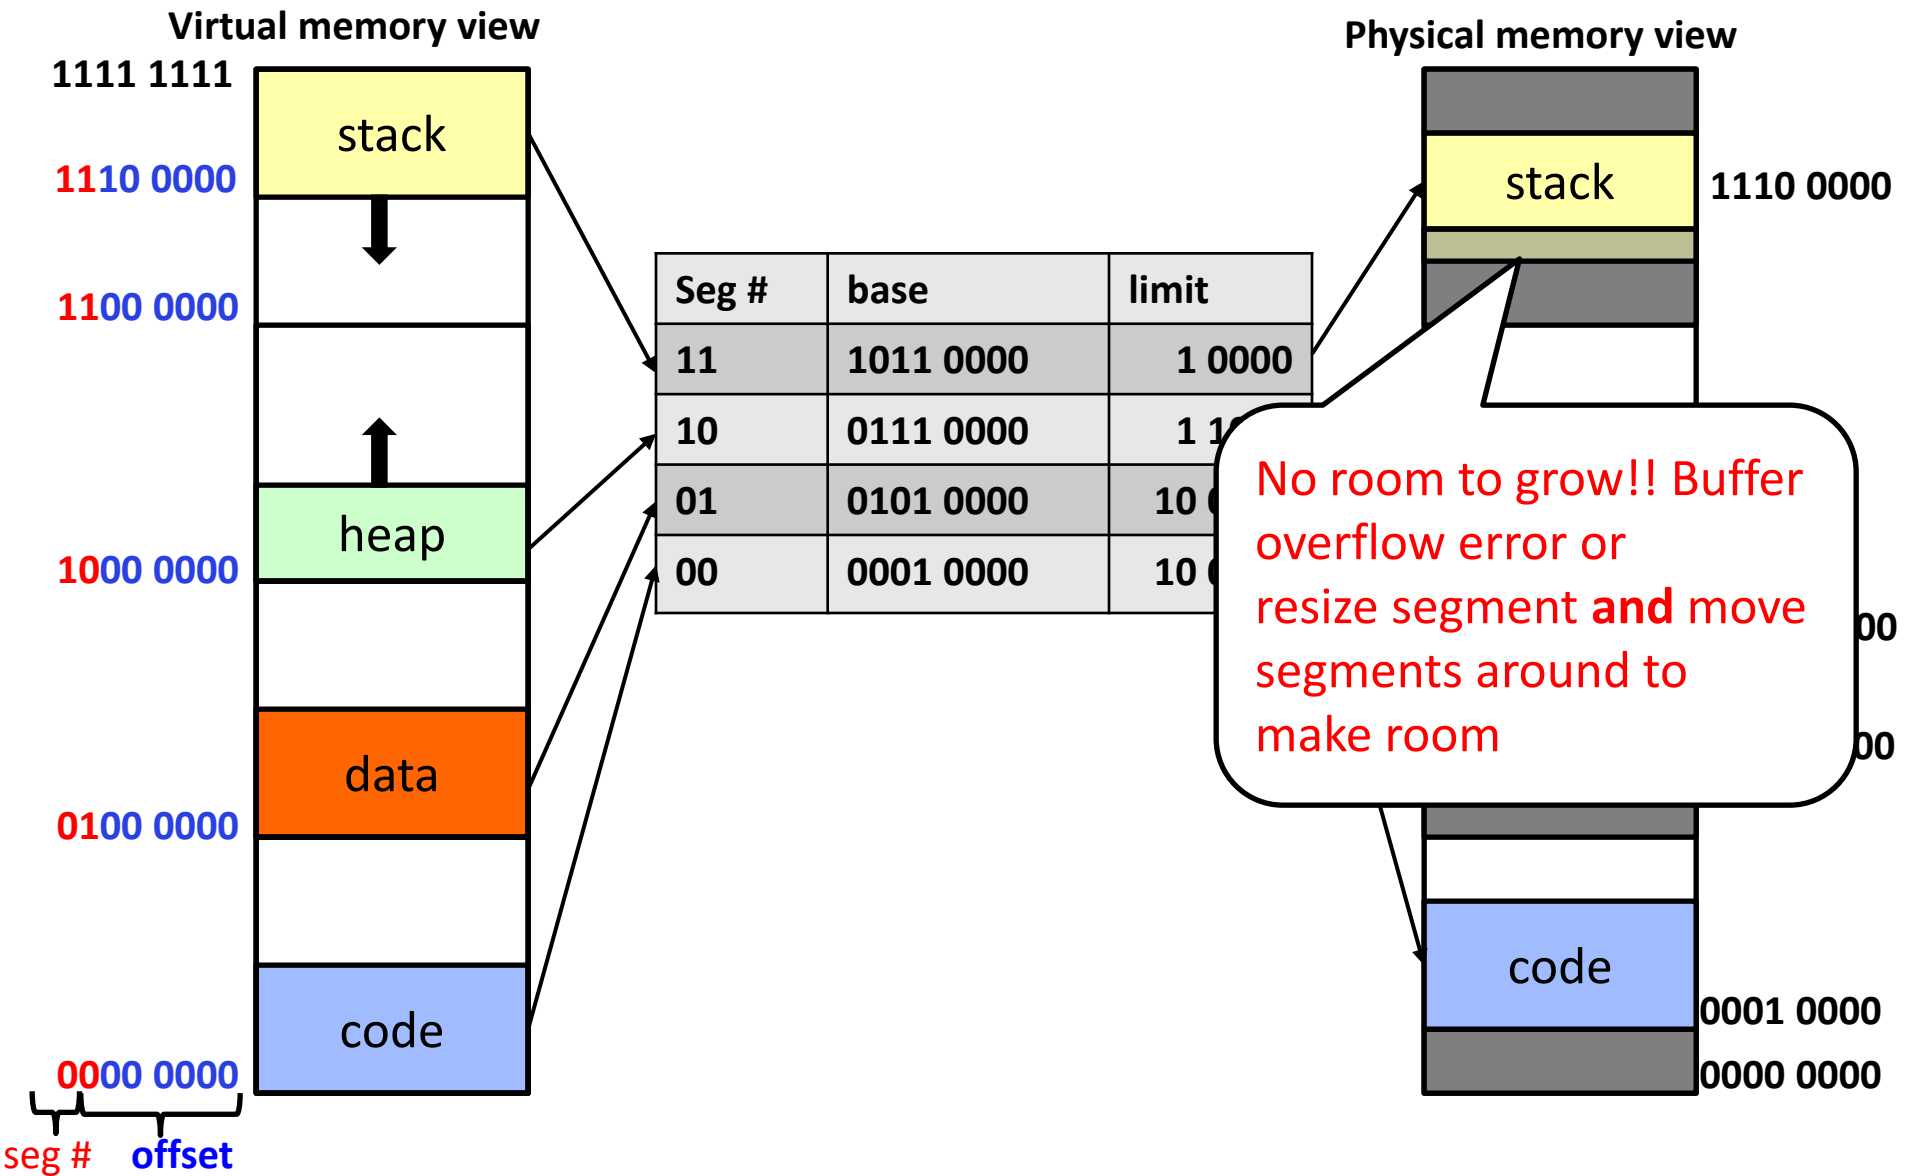 Virtual memory view
Physical memory view
1111 1111
stack
1110 0000
1100 0000
heap
1000 0000
data
0100 0000
code
0000 0000
seg # offset
Seg # base limit
11 1011 0000 1 0000
10 0111 0000
01 0101 0000
00 0001 0000
stack
1110 0000
No room to grow!! Buffer
overflow error or
resize segment and move
segments around to
make room
code
0001 0000
0000 0000